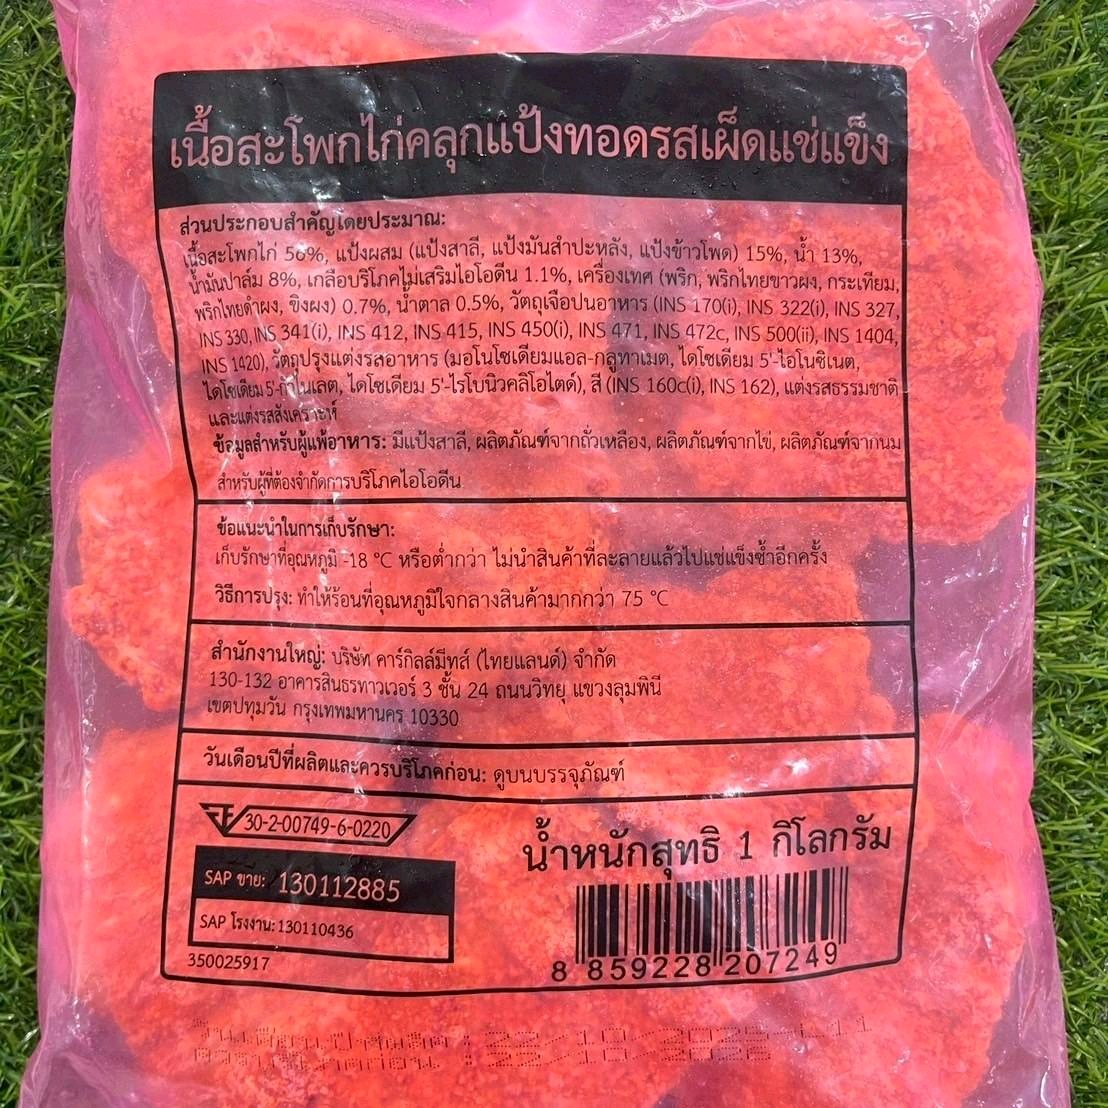 เนื้อสะโพกไก่คลุกแป้งทอดรสเผ็ดแช่แข็ง
ส่วนประกอบสำคัญโดยประมาณ:
เนื้อสะโพกไก่ 56%, แป้งผสม (แป้งสาลี, แป้งมันสำปะหลัง, แป้งข้าวโพด) 15%, น้ำ 13%,
น้ำมันปาล์ม 8%, เกลือบริโภคไม่เสริมไอโอดีน 1.1%, เครื่องเทศ (พริก, พริกไทยขาวผง, กระเทียม,
พริกไทยดำผง, ขิงผง) 0.7%, น้ำตาล 0.5%, วัตถุเจือปนอาหาร (INS 170(i), INS 322(i), INS 327,
INS 330, INS 341(i), INS 412, INS 415, INS 450(i), INS 471, INS 472c, INS 500(ii), INS 1404,
INS 1420), วัตถุปรุงแต่งรสอาหาร (มอโนโซเดียมแอล-กลูทาเมต, ไดโซเดียม 5'-ไอโนซิเนต,
ไดโซเดียม 5'-กัวไนเลต, ไดโซเดียม 5'-ไรโบนิวคลิโอไตด์), สี (INS 160c(i), INS 162), แต่งรสธรรมชาติ
และแต่งรสสังเคราะห์
ข้อมูลสำหรับผู้แพ้อาหาร: มีแป้งสาลี, ผลิตภัณฑ์จากถั่วเหลือง, ผลิตภัณฑ์จากไข่, ผลิตภัณฑ์จากนม
สำหรับผู้ที่ต้องจำกัดการบริโภคไอโอดีน
ข้อแนะนำในการเก็บรักษา:
เก็บรักษาที่อุณหภูมิ -18 °C หรือต่ำกว่า ไม่นำสินค้าที่ละลายแล้วไปแช่แข็งซ้ำอีกครั้ง
วิธีการปรุง: ทำให้ร้อนที่อุณหภูมิใจกลางสินค้ามากกว่า 75 °C
สำนักงานใหญ่: บริษัท คาร์กิลล์มีทส์ (ไทยแลนด์) จำกัด
130-132 อาคารสินธรทาวเวอร์ 3 ชั้น 24 ถนนวิทยุ แขวงลุมพินี
เขตปทุมวัน กรุงเทพมหานคร 10330
วันเดือนปีที่ผลิตและควรบริโภคก่อน: ดูบนบรรจุภัณฑ์
30-2-00749-6-0220
น้ำหนักสุทธิ 1 กิโลกรัม
SAP ขาย: 130112885
SAP โรงงาน: 130110436
350025917
8 859228 207249
วันเดือนปีผลิต : 22/10/2025
ควรบริโภคก่อน : 22/10/2026